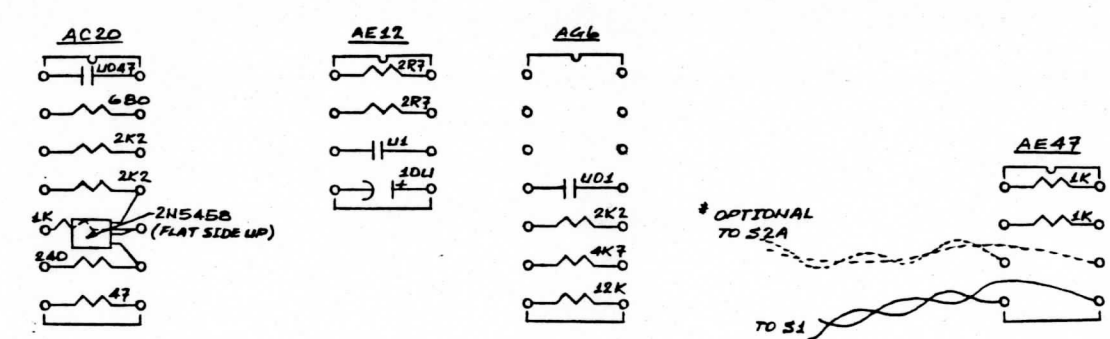 AC20
U047
680
2K2
2K2
1K
2N5458
(FLAT SIDE UP)
240
47
AE12
2R7
2R7
U1
+
10U
AG6
U01
2K2
4K7
12K
* OPTIONAL
TO S2A
TO S1
AE47
1K
1K